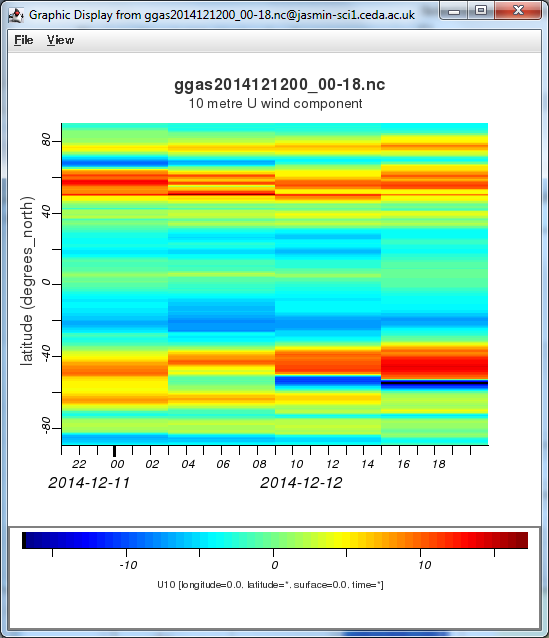 Graphic Display from ggas2014121200_00-18.nc@jasmin-sci1.ceda.ac.uk
File View
ggas2014121200_00-18.nc
10 metre U wind component
latitude (degrees_north)
80
40
0
-40
-80
22 00 02 04 06 08 10 12 14 16 18
2014-12-11 2014-12-12
-10 0 10
U10 [longitude=0.0. latitude=*. surface=0.0. time=*]